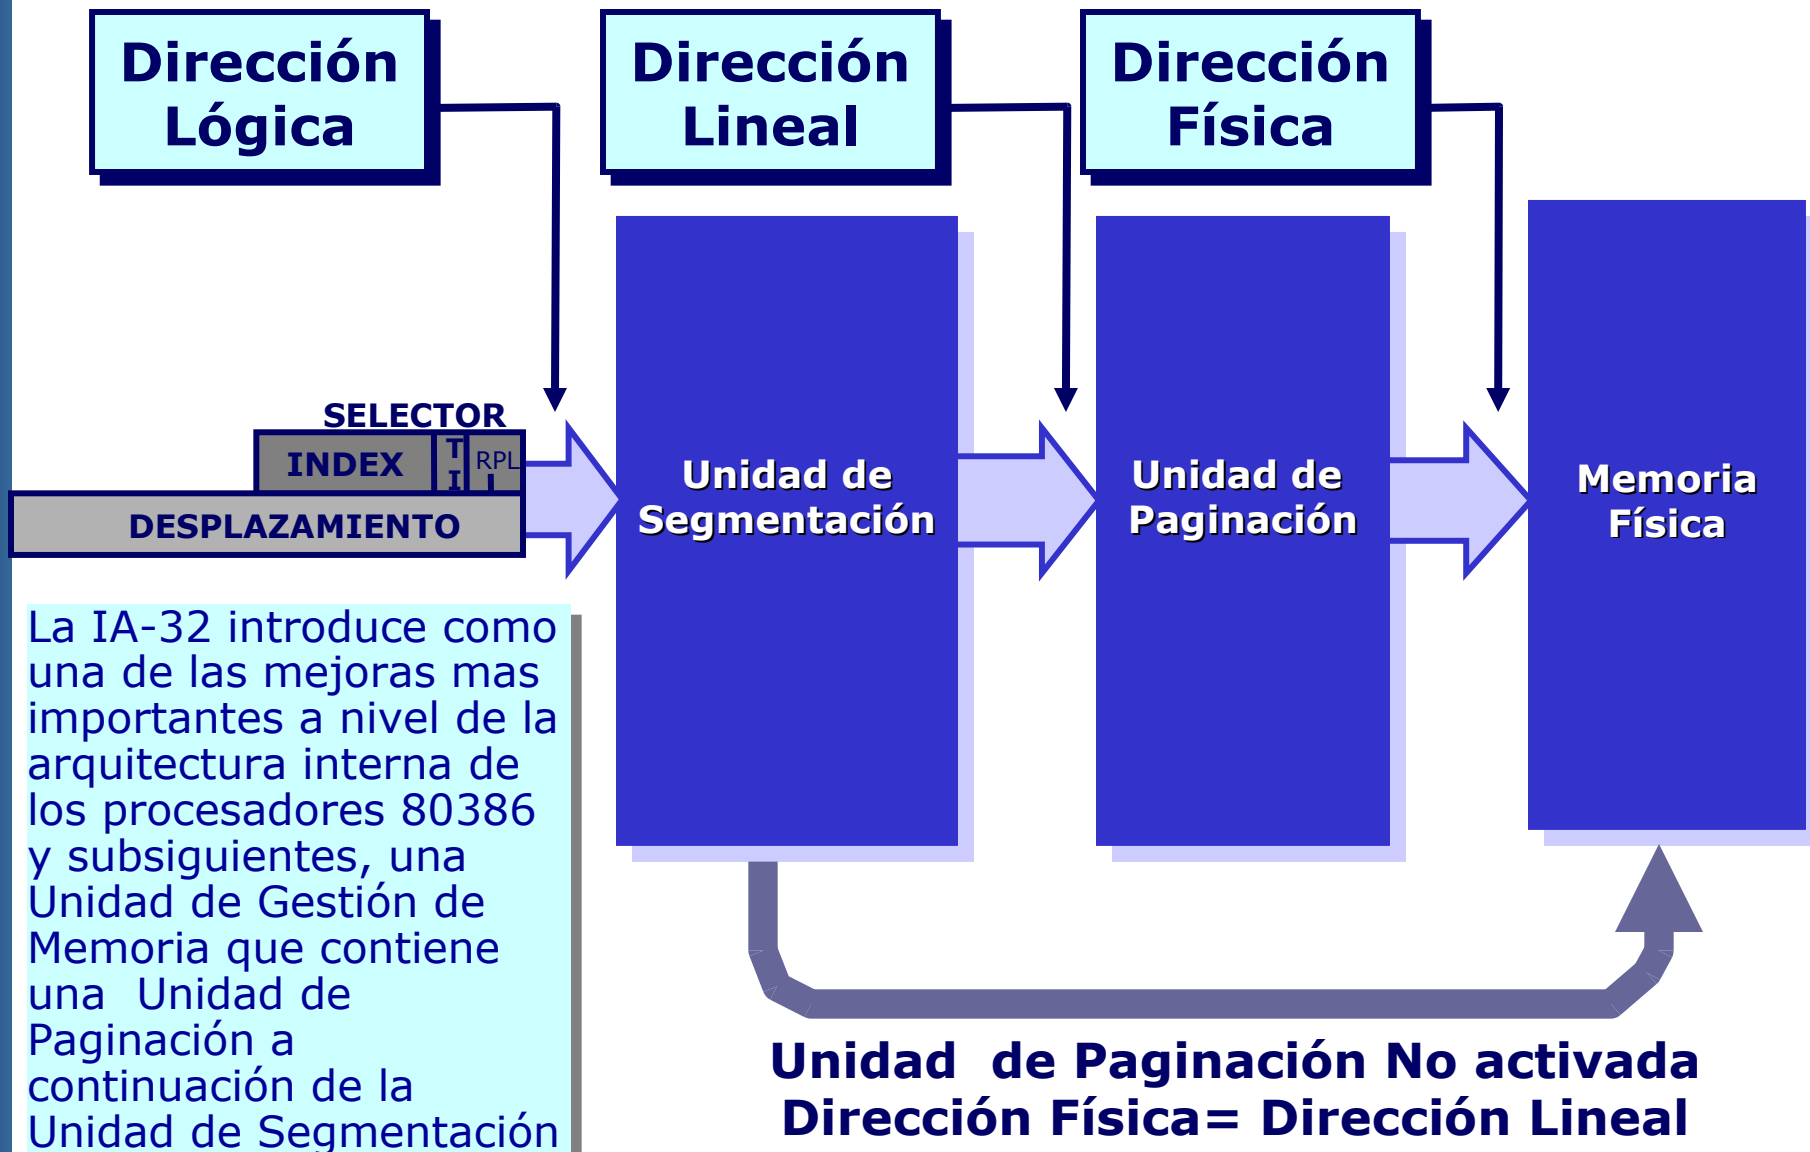 Dirección
Lógica
Dirección
Lineal
Dirección
Física
SELECTOR
INDEX
T
I
RPL
DESPLAZAMIENTO
Unidad de
Segmentación
Unidad de
Paginación
Memoria
Física
La IA-32 introduce como
una de las mejoras mas
importantes a nivel de la
arquitectura interna de
los procesadores 80386
y subsiguientes, una
Unidad de Gestión de
Memoria que contiene
una Unidad de
Paginación a
continuación de la
Unidad de Segmentación
Unidad de Paginación No activada
Dirección Física= Dirección Lineal